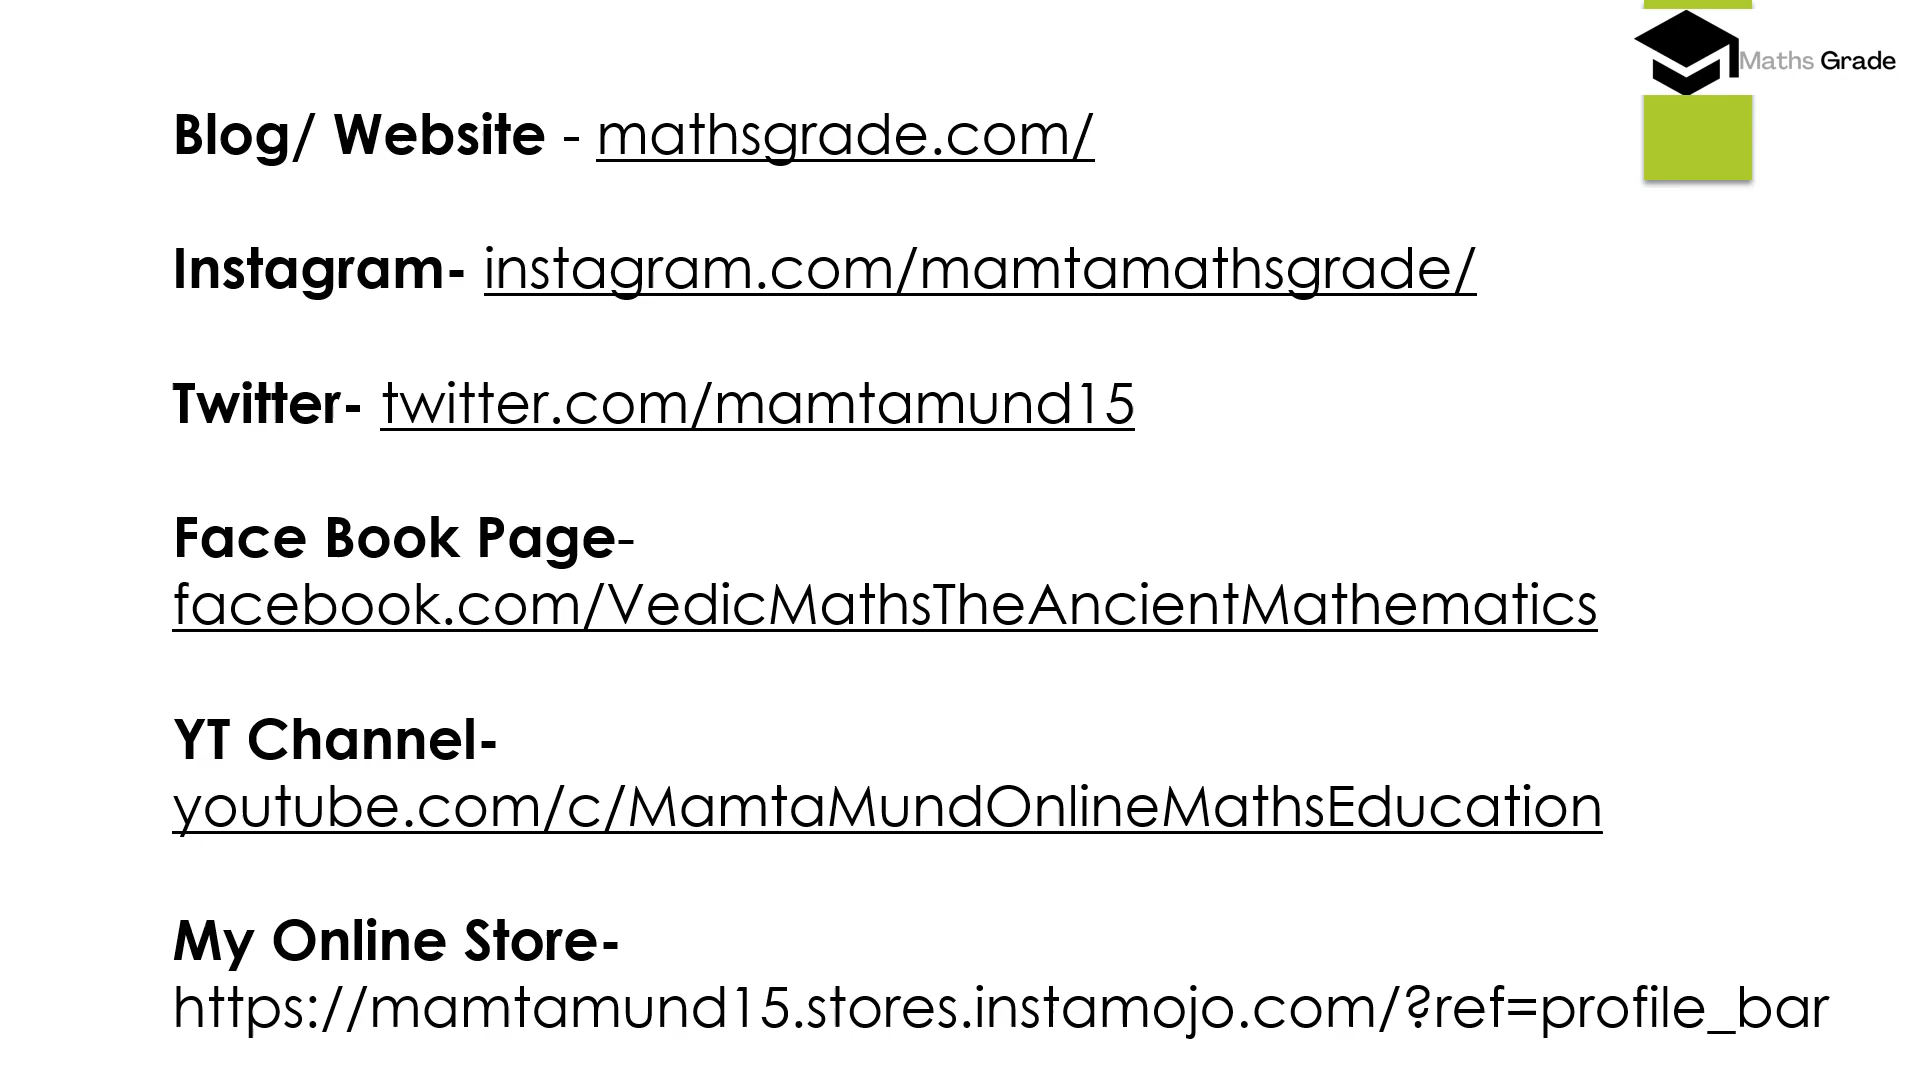 Maths Grade
Blog/ Website - mathsgrade.com/
Instagram- instagram.com/mamtamathsgrade/
Twitter- twitter.com/mamtamund15
Face Book Page-
facebook.com/VedicMathsTheAncientMathematics
YT Channel-
youtube.com/c/MamtaMundOnlineMathsEducation
My Online Store-
https://mamtamund15.stores.instamojo.com/?ref=profile_bar